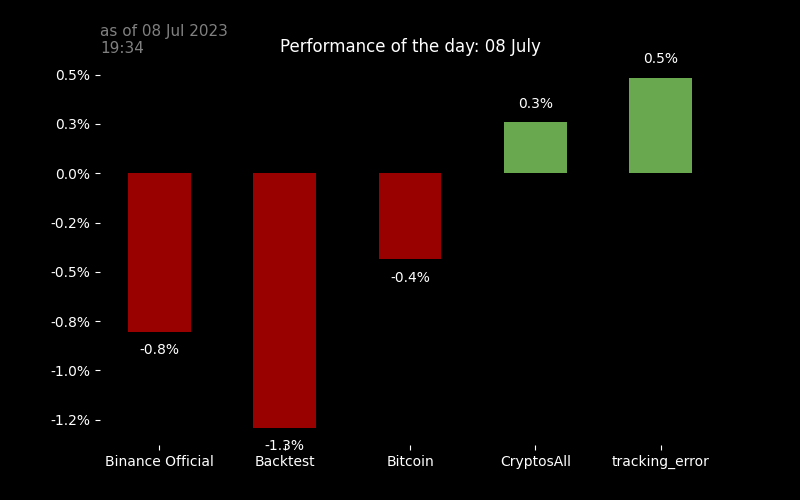 as of 08 Jul 2023
19:34
Performance of the day: 08 July
0.5%
0.3%
0.0%
-0.2%
-0.5%
-0.8%
-1.0%
-1.2%
-0.8%
-1.3%
-0.4%
0.3%
0.5%
Binance Official
Backtest
Bitcoin
CryptosAll
tracking_error